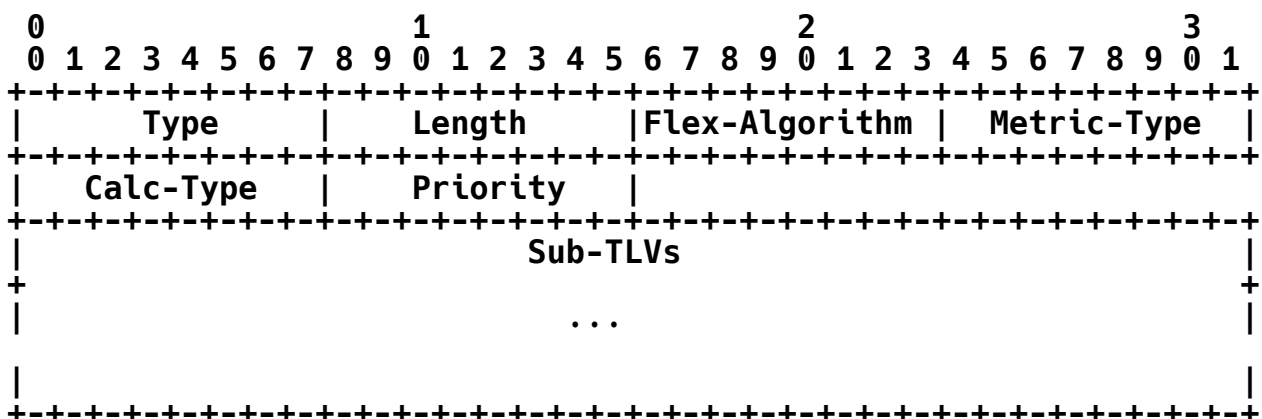 0                   1                   2                   3
 0 1 2 3 4 5 6 7 8 9 0 1 2 3 4 5 6 7 8 9 0 1 2 3 4 5 6 7 8 9 0 1
+-+-+-+-+-+-+-+-+-+-+-+-+-+-+-+-+-+-+-+-+-+-+-+-+-+-+-+-+-+-+-+-+
|      Type     |    Length     |Flex-Algorithm |  Metric-Type  |
+-+-+-+-+-+-+-+-+-+-+-+-+-+-+-+-+-+-+-+-+-+-+-+-+-+-+-+-+-+-+-+-+
|   Calc-Type   |    Priority   |
+-+-+-+-+-+-+-+-+-+-+-+-+-+-+-+-+-+-+-+-+-+-+-+-+-+-+-+-+-+-+-+-+
|                          Sub-TLVs                             |
+                                                               +
|                            ...                                |

|                                                               |
+-+-+-+-+-+-+-+-+-+-+-+-+-+-+-+-+-+-+-+-+-+-+-+-+-+-+-+-+-+-+-+-+